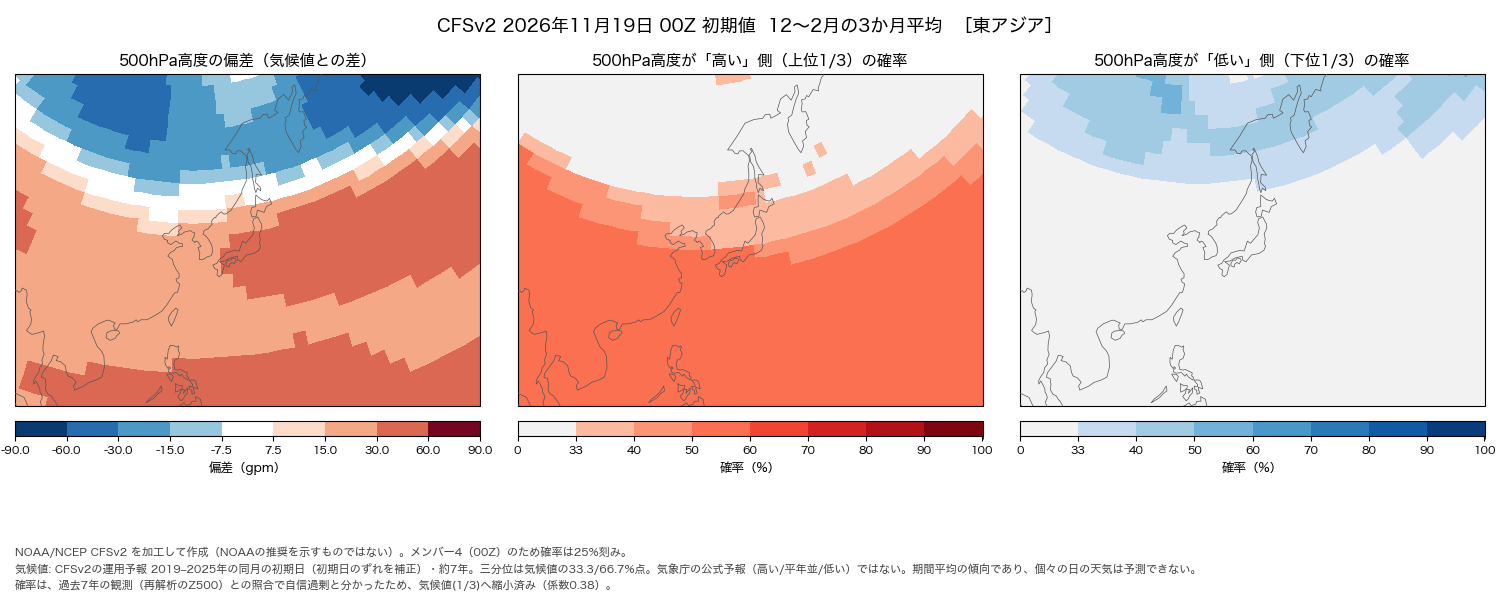 CFSv2 2026年11月19日 00Z 初期値  12～2月の3か月平均  ［東アジア］
500hPa高度の偏差（気候値との差）
500hPa高度が「高い」側（上位1/3）の確率
500hPa高度が「低い」側（下位1/3）の確率
-90.0 -60.0 -30.0 -15.0 -7.5 7.5 15.0 30.0 60.0 90.0
偏差（gpm）
0 33 40 50 60 70 80 90 100
確率（%）
0 33 40 50 60 70 80 90 100
確率（%）
NOAA/NCEP CFSv2 を加工して作成（NOAAの推奨を示すものではない）。メンバー4（00Z）のため確率は25%刻み。
気候値: CFSv2の運用予報 2019–2025年の同月の初期日（初期日のずれを補正）・約7年。三分位は気候値の33.3/66.7%点。気象庁の公式予報（高い/平年並/低い）ではない。期間平均の傾向であり、個々の日の天気は予測できない。
確率は、過去7年の観測（再解析のZ500）との照合で自信過剰と分かったため、気候値(1/3)へ縮小済み（係数0.38）。